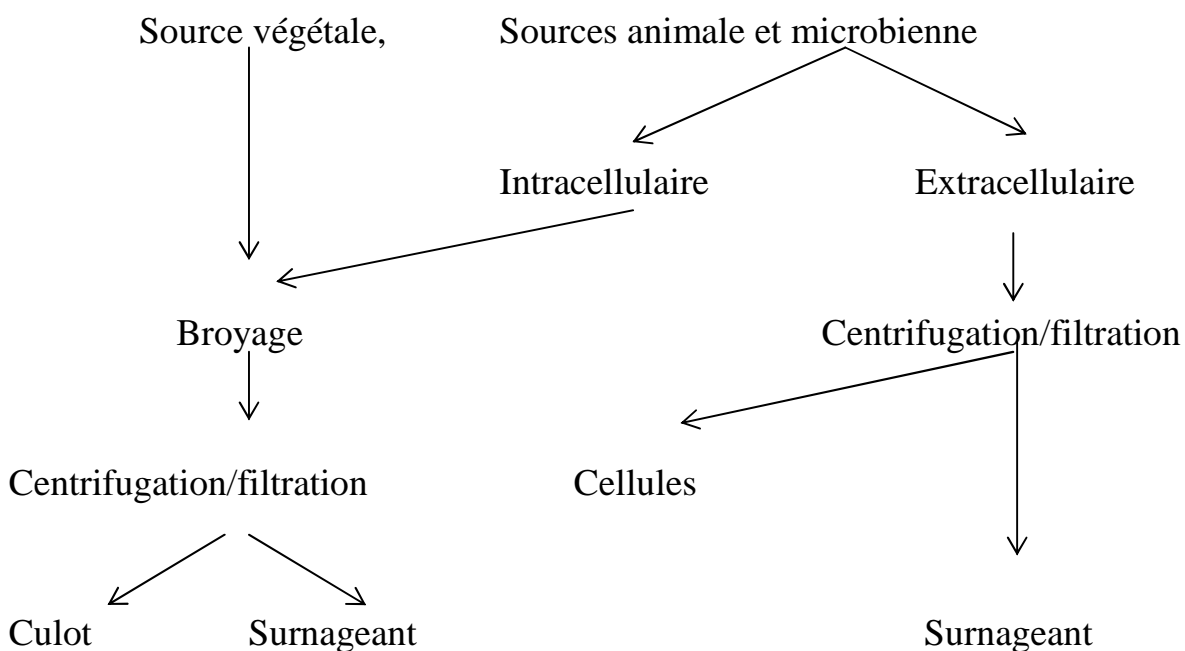 Source végétale, Sources animale et microbienne
Intracellulaire Extracellulaire
Broyage Centrifugation/filtration
Centrifugation/filtration Cellules
Culot Surnageant Surnageant